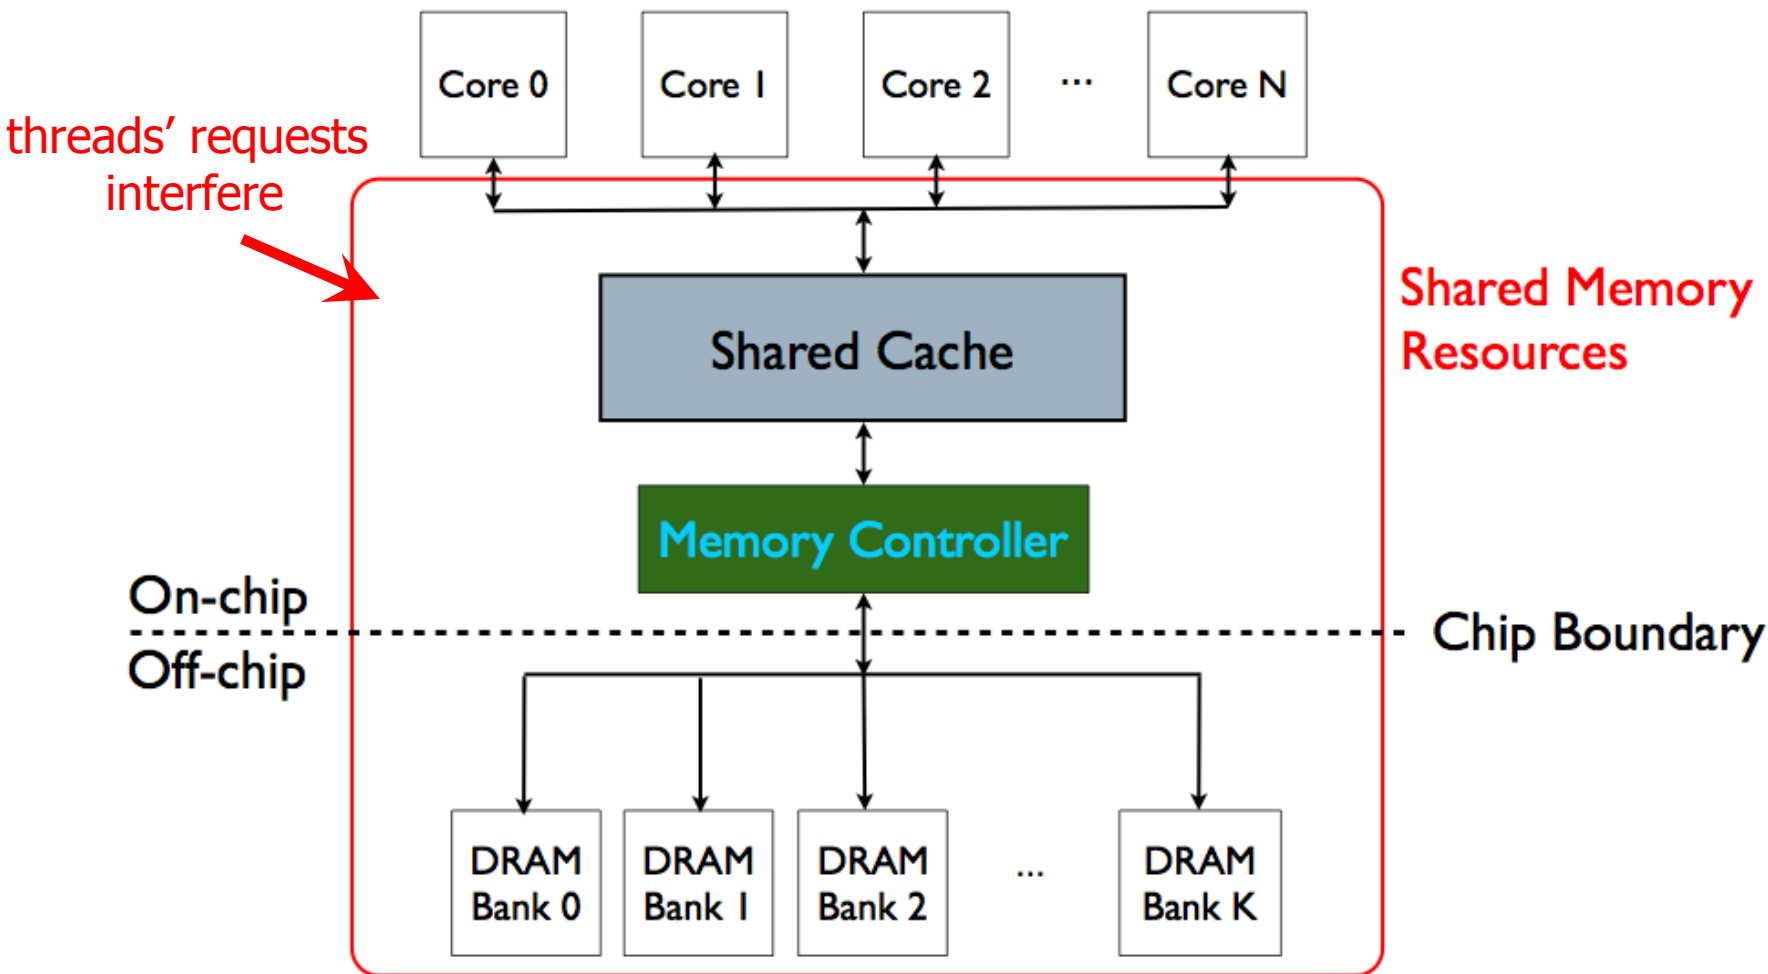 Core 0
Core 1
Core 2
...
Core N
threads’ requests
interfere
Shared Memory
Resources
Shared Cache
Memory Controller
On-chip
Chip Boundary
Off-chip
DRAM
Bank 0
DRAM
Bank 1
DRAM
Bank 2
...
DRAM
Bank K